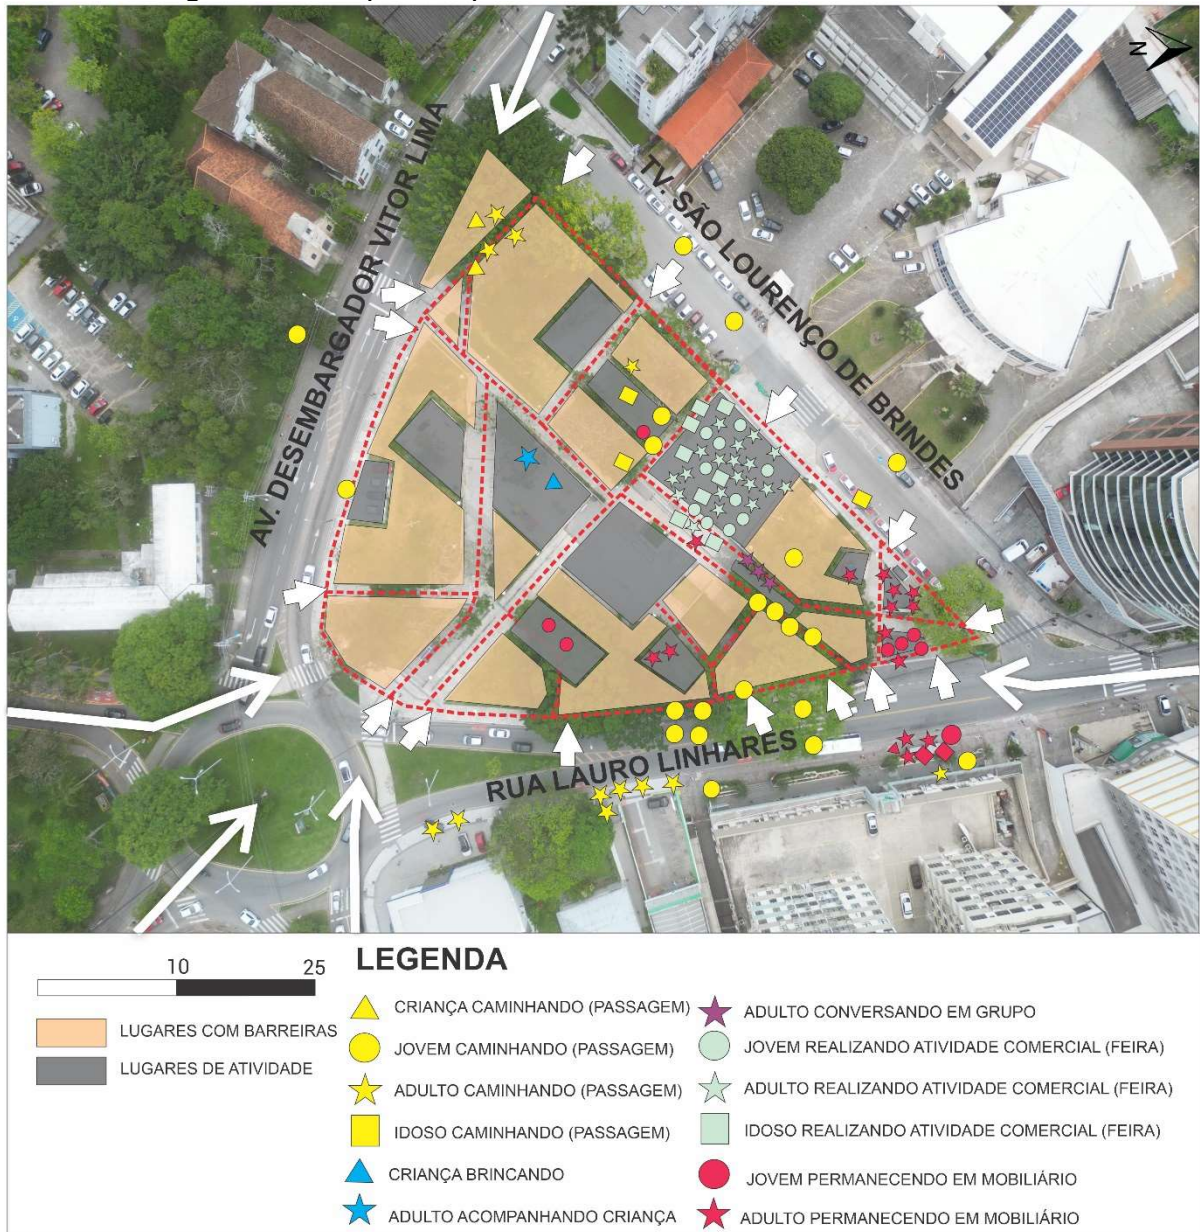 N
TV. SÃO LOURENÇO DE BRINDES
AV. DESEMBARGADOR VITOR LIMA
RUA LAURO LINHARES
LEGENDA
10 25
LUGARES COM BARREIRAS
LUGARES DE ATIVIDADE
CRIANÇA CAMINHANDO (PASSAGEM)
JOVEM CAMINHANDO (PASSAGEM)
ADULTO CAMINHANDO (PASSAGEM)
IDOSO CAMINHANDO (PASSAGEM)
CRIANÇA BRINCANDO
ADULTO ACOMPANHANDO CRIANÇA
ADULTO CONVERSANDO EM GRUPO
JOVEM REALIZANDO ATIVIDADE COMERCIAL (FEIRA)
ADULTO REALIZANDO ATIVIDADE COMERCIAL (FEIRA)
IDOSO REALIZANDO ATIVIDADE COMERCIAL (FEIRA)
JOVEM PERMANECENDO EM MOBILIÁRIO
ADULTO PERMANECENDO EM MOBILIÁRIO